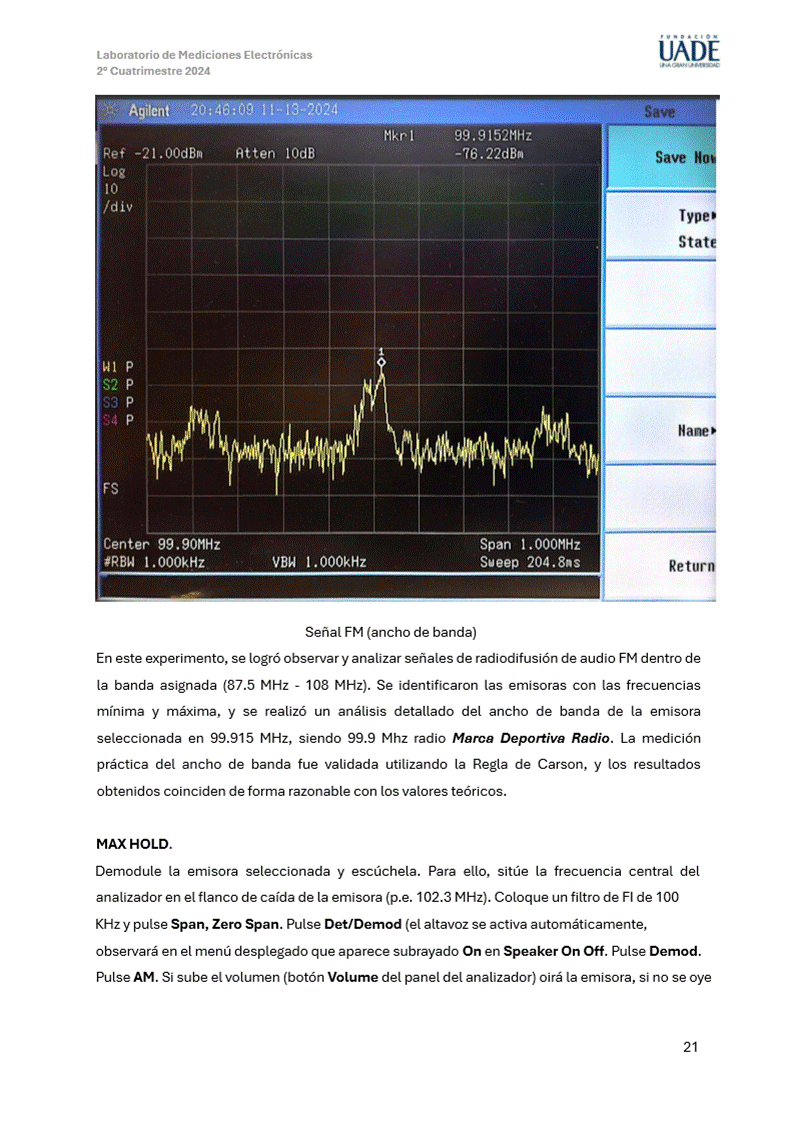 Laboratorio de Mediciones Electrónicas
2° Cuatrimestre 2024
FUNDACIÓN
UADE
UNA GRAN UNIVERSIDAD
Agilent 20:46:09 11-13-2024
Save
Mkr1 99.9152MHz
Ref -21.00dBm Atten 10dB -76.22dBm
Save Now
Log
10
/div
Type
State
1
W1 P
S2 P
S3 P
S4 P
Name
FS
Center 99.90MHz Span 1.000MHz
#RBW 1.000kHz VBW 1.000kHz Sweep 204.8ms
Return
Señal FM (ancho de banda)
En este experimento, se logró observar y analizar señales de radiodifusión de audio FM dentro de
la banda asignada (87.5 MHz - 108 MHz). Se identificaron las emisoras con las frecuencias
mínima y máxima, y se realizó un análisis detallado del ancho de banda de la emisora
seleccionada en 99.915 MHz, siendo 99.9 Mhz radio Marca Deportiva Radio. La medición
práctica del ancho de banda fue validada utilizando la Regla de Carson, y los resultados
obtenidos coinciden de forma razonable con los valores teóricos.
MAX HOLD.
Demodule la emisora seleccionada y escúchela. Para ello, sitúe la frecuencia central del
analizador en el flanco de caída de la emisora (p.e. 102.3 MHz). Coloque un filtro de FI de 100
KHz y pulse Span, Zero Span. Pulse Det/Demod (el altavoz se activa automáticamente,
observará en el menú desplegado que aparece subrayado On en Speaker On Off. Pulse Demod.
Pulse AM. Si sube el volumen (botón Volume del panel del analizador) oirá la emisora, si no se oye
21